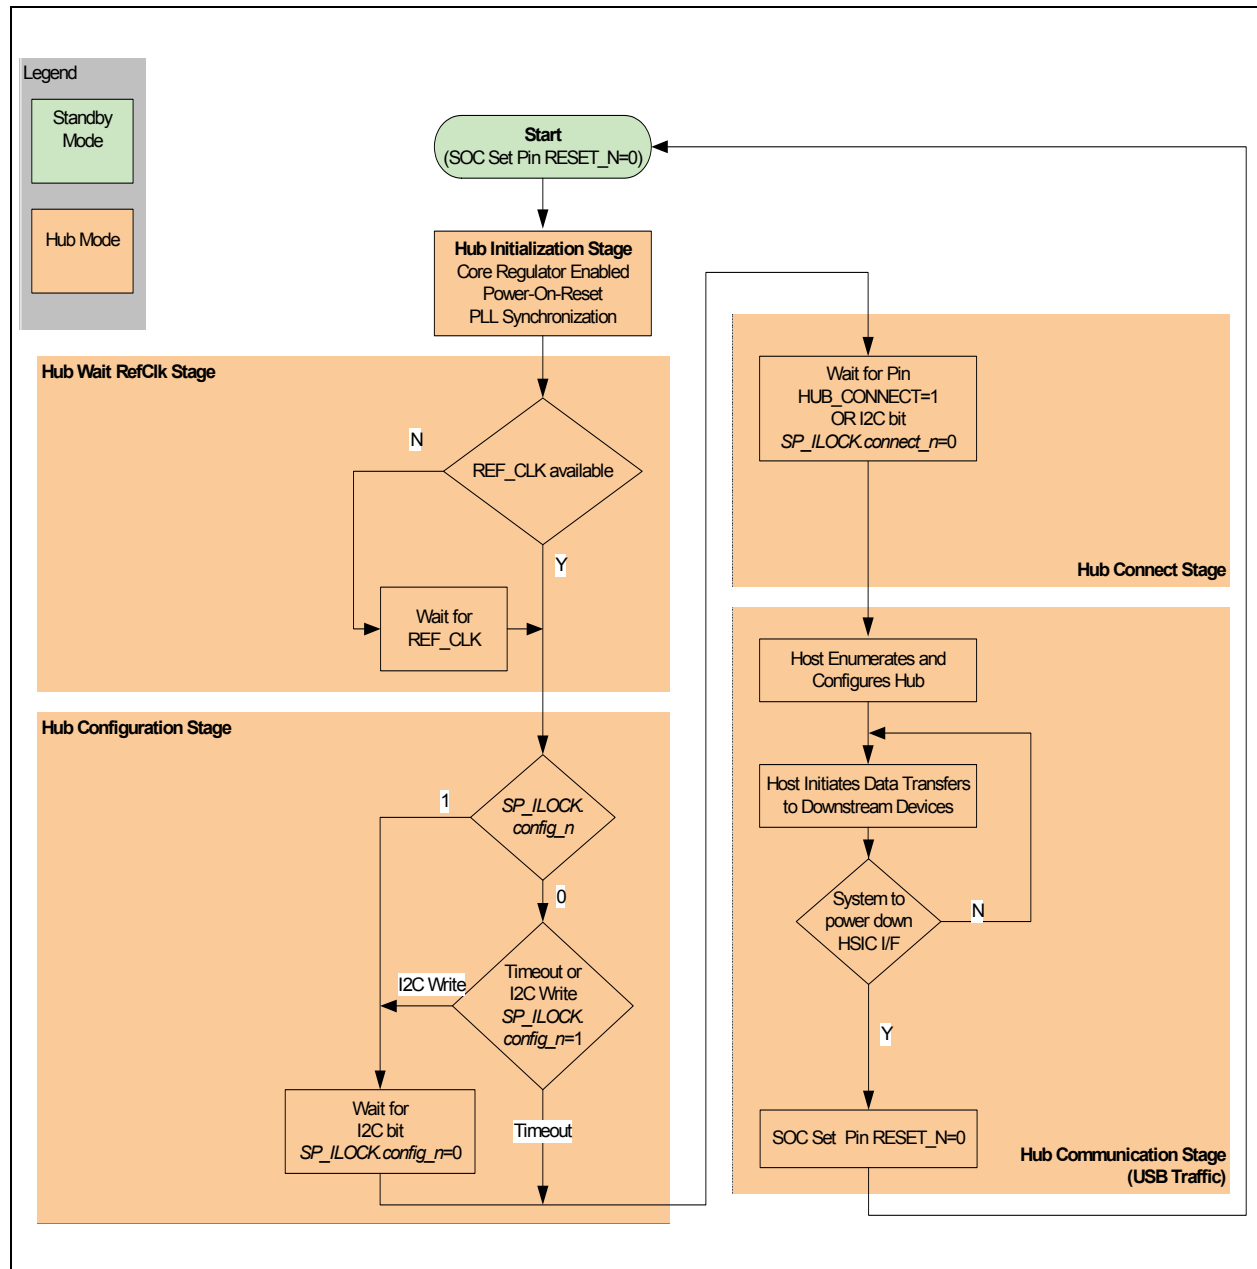 Legend
Standby
Mode
Hub Mode
Start
(SOC Set Pin RESET_N=0)
Hub Initialization Stage
Core Regulator Enabled
Power-On-Reset
PLL Synchronization
Hub Wait RefClk Stage
N
REF_CLK available
Y
Wait for
REF_CLK
Hub Configuration Stage
1
SP_ILOCK.
config_n
0
I2C Write
Timeout or
I2C Write
SP_ILOCK.
config_n=1
Wait for
I2C bit
SP_ILOCK.config_n=0
Timeout
Wait for Pin
HUB_CONNECT=1
OR I2C bit
SP_ILOCK.connect_n=0
Hub Connect Stage
Host Enumerates and
Configures Hub
Host Initiates Data Transfers
to Downstream Devices
System to
power down
HSIC I/F
N
Y
SOC Set  Pin RESET_N=0
Hub Communication Stage
(USB Traffic)